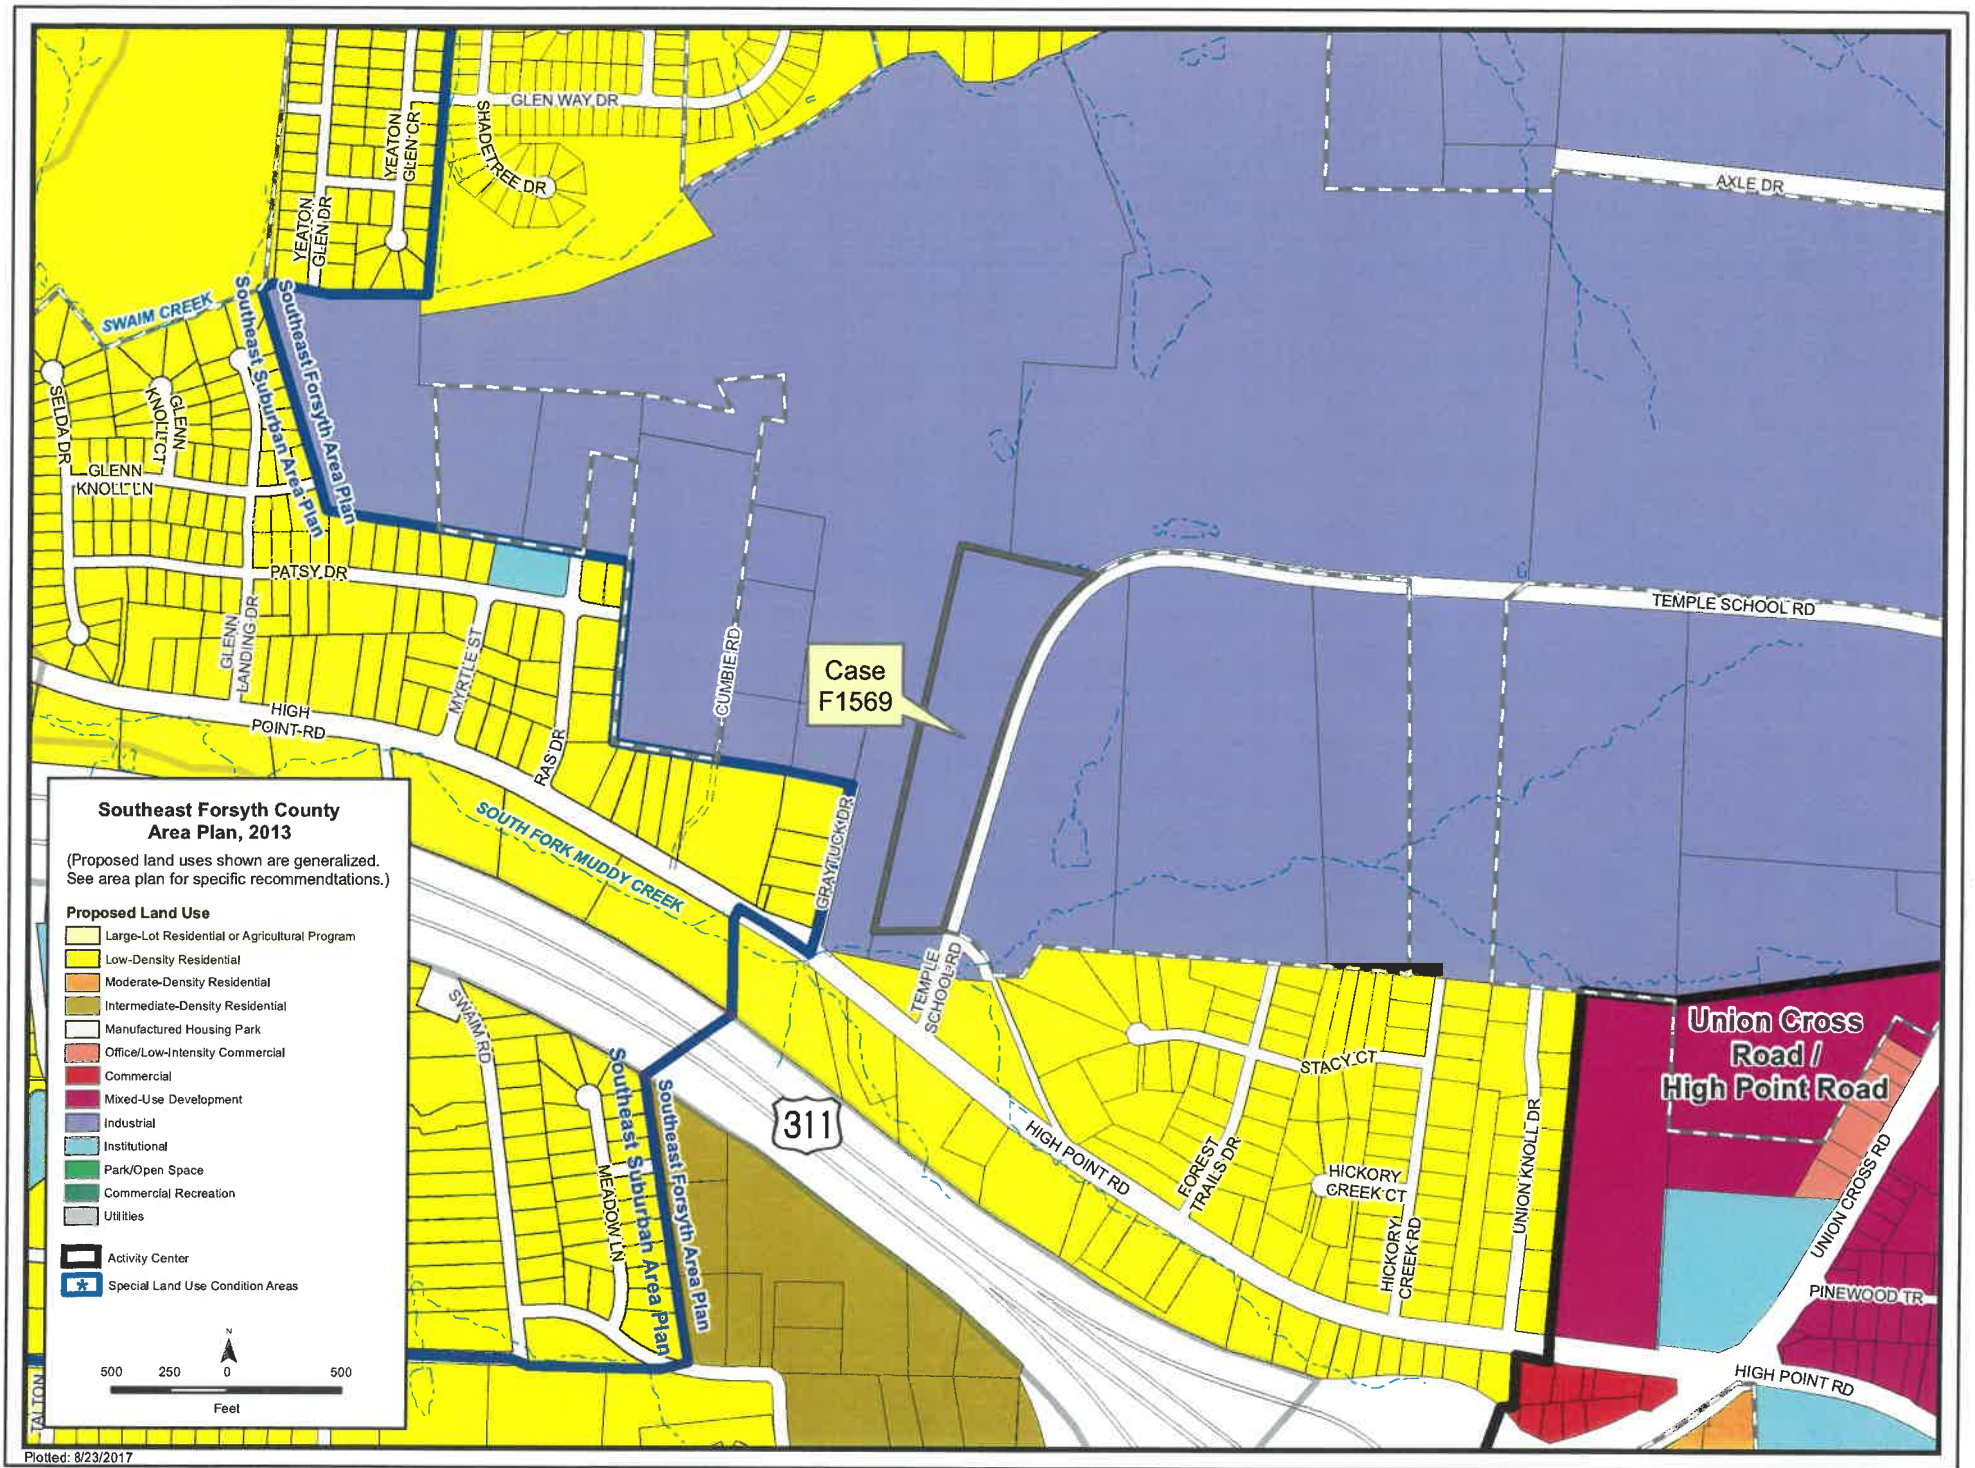 GLEN WAY DR
SHADETREE DR
YEATON
GLEN CR
YEATON
GLEN DR
AXLE DR
SWAIM CREEK
Southeast Suburban Area Plan
Southeast Forsyth Area Plan
SELDA DR
GLENN
KNOLL CT
GLENN
KNOLL LN
PATSY DR
GLENN
LANDING DR
MYRTLE ST
RAS DR
HIGH
POINT RD
CUMBIE RD
TEMPLE SCHOOL RD
Case
F1569
GRAYTUCK DR
SOUTH FORK MUDDY CREEK
TEMPLE
SCHOOL RD
SWAIM RD
MEADOW LN
Southeast Suburban Area Plan
Southeast Forsyth Area Plan
311
HIGH POINT RD
STACY CT
FOREST
TRAILS DR
HICKORY
CREEK CT
HICKORY
CREEK RD
UNION KNOLL DR
Union Cross
Road /
High Point Road
UNION CROSS RD
PINEWOOD TR
HIGH POINT RD
TALTON
Southeast Forsyth County
Area Plan, 2013
(Proposed land uses shown are generalized.
See area plan for specific recommendtations.)
Proposed Land Use
Large-Lot Residential or Agricultural Program
Low-Density Residential
Moderate-Density Residential
Intermediate-Density Residential
Manufactured Housing Park
Office/Low-Intensity Commercial
Commercial
Mixed-Use Development
Industrial
Institutional
Park/Open Space
Commercial Recreation
Utilities
Activity Center
* Special Land Use Condition Areas
N
500 250 0 500
Feet
Plotted: 8/23/2017